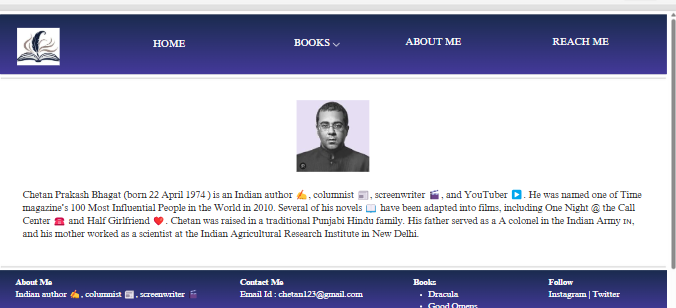 HOME BOOKS ABOUT ME REACH ME
Chetan Prakash Bhagat (born 22 April 1974 ) is an Indian author ✍️, columnist 📰, screenwriter 🎬, and YouTuber ▶️. He was named one of Time
magazine's 100 Most Influential People in the World in 2010. Several of his novels 📖 have been adapted into films, including One Night @ the Call
Center ☎️ and Half Girlfriend ❤️. Chetan was raised in a traditional Punjabi Hindu family. His father served as a A colonel in the Indian Army ɪɴ,
and his mother worked as a scientist at the Indian Agricultural Research Institute in New Delhi.
About Me Contact Me Books Follow
Indian author ✍️, columnist 📰, screenwriter 🎬 Email Id : chetan123@gmail.com • Dracula Instagram | Twitter
• Good Omens